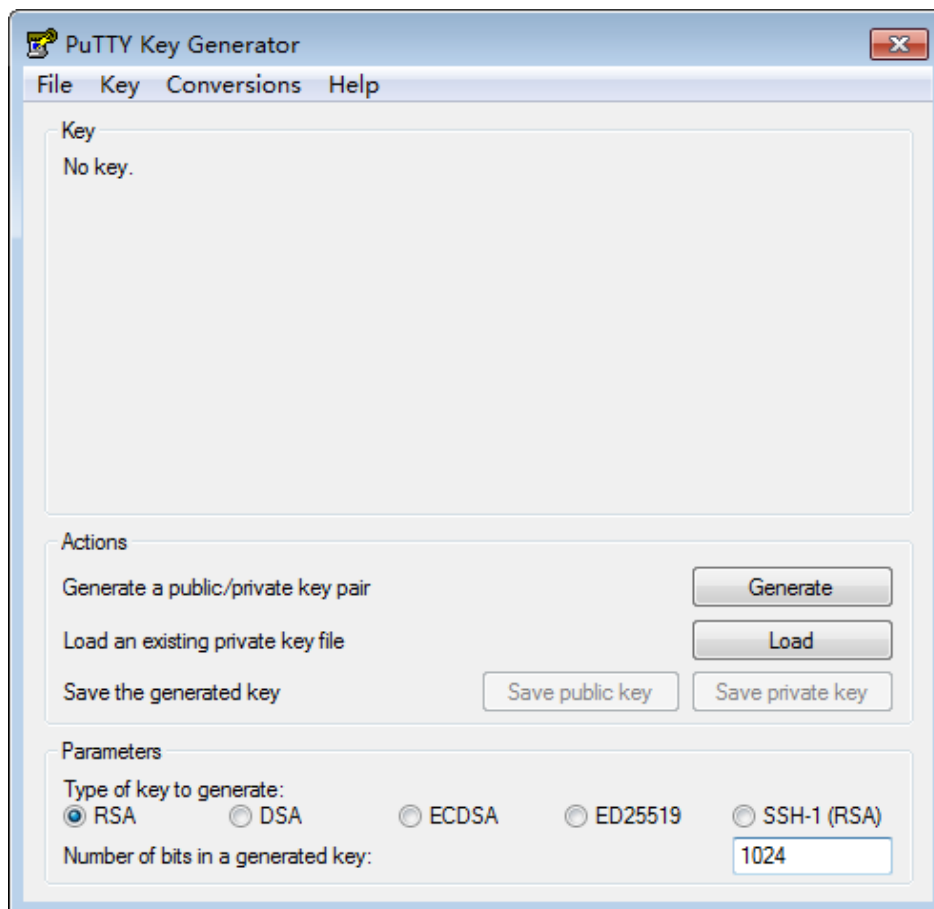 PuTTY Key Generator
File Key Conversions Help
Key
No key.
Actions
Generate a public/private key pair Generate
Load an existing private key file Load
Save the generated key Save public key Save private key
Parameters
Type of key to generate:
RSA DSA ECDSA ED25519 SSH-1 (RSA)
Number of bits in a generated key: 1024